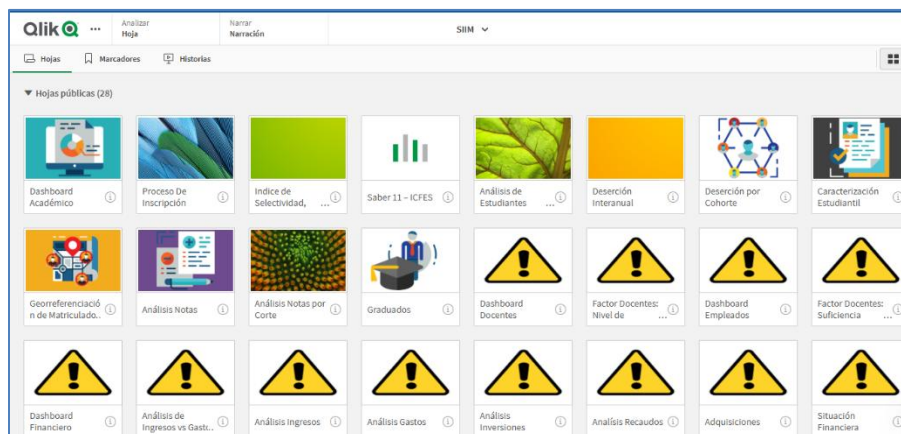 Qlik
...
Analizar
Hoja
Narrar
Narración
SIIM
Hojas
Marcadores
Historias
Hojas públicas (28)
Dashboard
Académico
Proceso De
Inscripción
Indice de
Selectividad, ...
Saber 11 – ICFES
Análisis de
Estudiantes ...
Deserción
Interanual
Deserción por
Cohorte
Caracterización
Estudiantil
Georreferenciació
n de Matriculado..
Análisis Notas
Análisis Notas por
Corte
Graduados
Dashboard
Docentes
Factor Docentes:
Nivel de ...
Dashboard
Empleados
Factor Docentes:
Suficiencia ...
Dashboard
Financiero
Análisis de
Ingresos vs Gast...
Análisis Ingresos
Análisis Gastos
Análisis
Inversiones
Analísis Recaudos
Adquisiciones
Situación
Financiera